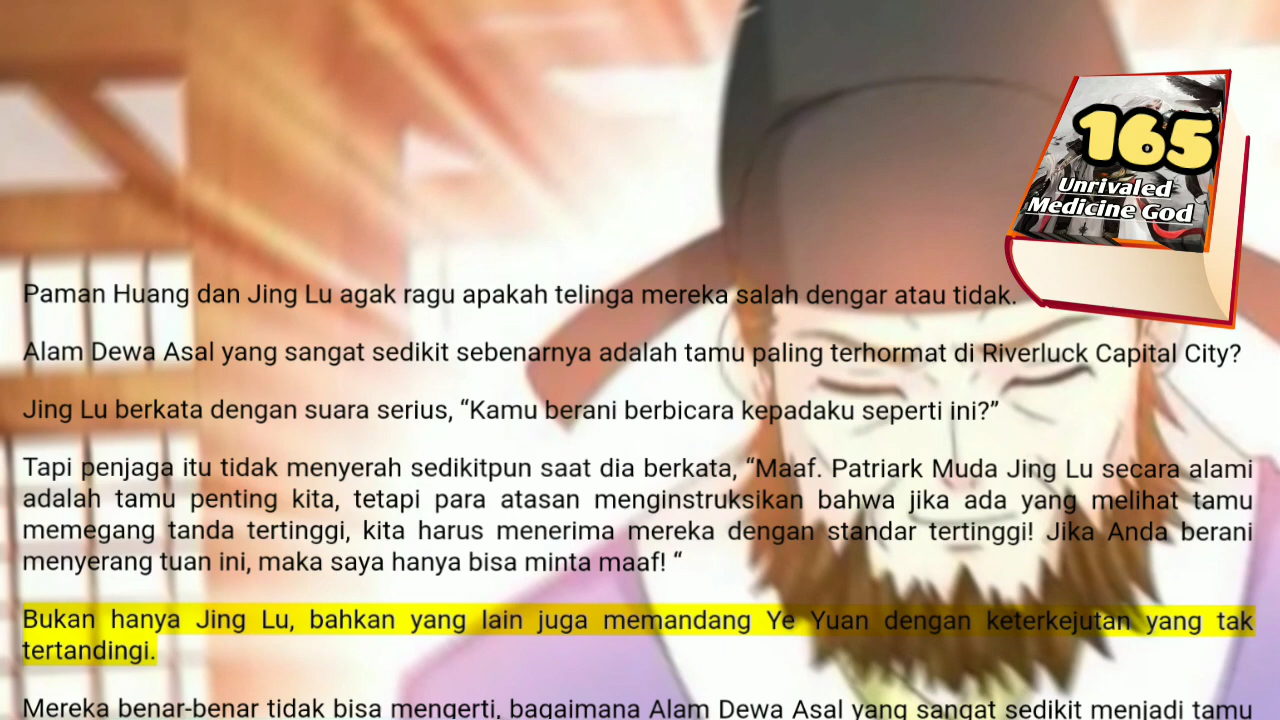 165
Unrivaled
Medicine God
Paman Huang dan Jing Lu agak ragu apakah telinga mereka salah dengar atau tidak.
Alam Dewa Asal yang sangat sedikit sebenarnya adalah tamu paling terhormat di Riverluck Capital City?
Jing Lu berkata dengan suara serius, “Kamu berani berbicara kepadaku seperti ini?”
Tapi penjaga itu tidak menyerah sedikitpun saat dia berkata, “Maaf. Patriark Muda Jing Lu secara alami
adalah tamu penting kita, tetapi para atasan menginstruksikan bahwa jika ada yang melihat tamu
memegang tanda tertinggi, kita harus menerima mereka dengan standar tertinggi! Jika Anda berani
menyerang tuan ini, maka saya hanya bisa minta maaf! “
Bukan hanya Jing Lu, bahkan yang lain juga memandang Ye Yuan dengan keterkejutan yang tak
tertandingi.
Mereka benar-benar tidak bisa mengerti, bagaimana Alam Dewa Asal yang sangat sedikit menjadi tamu